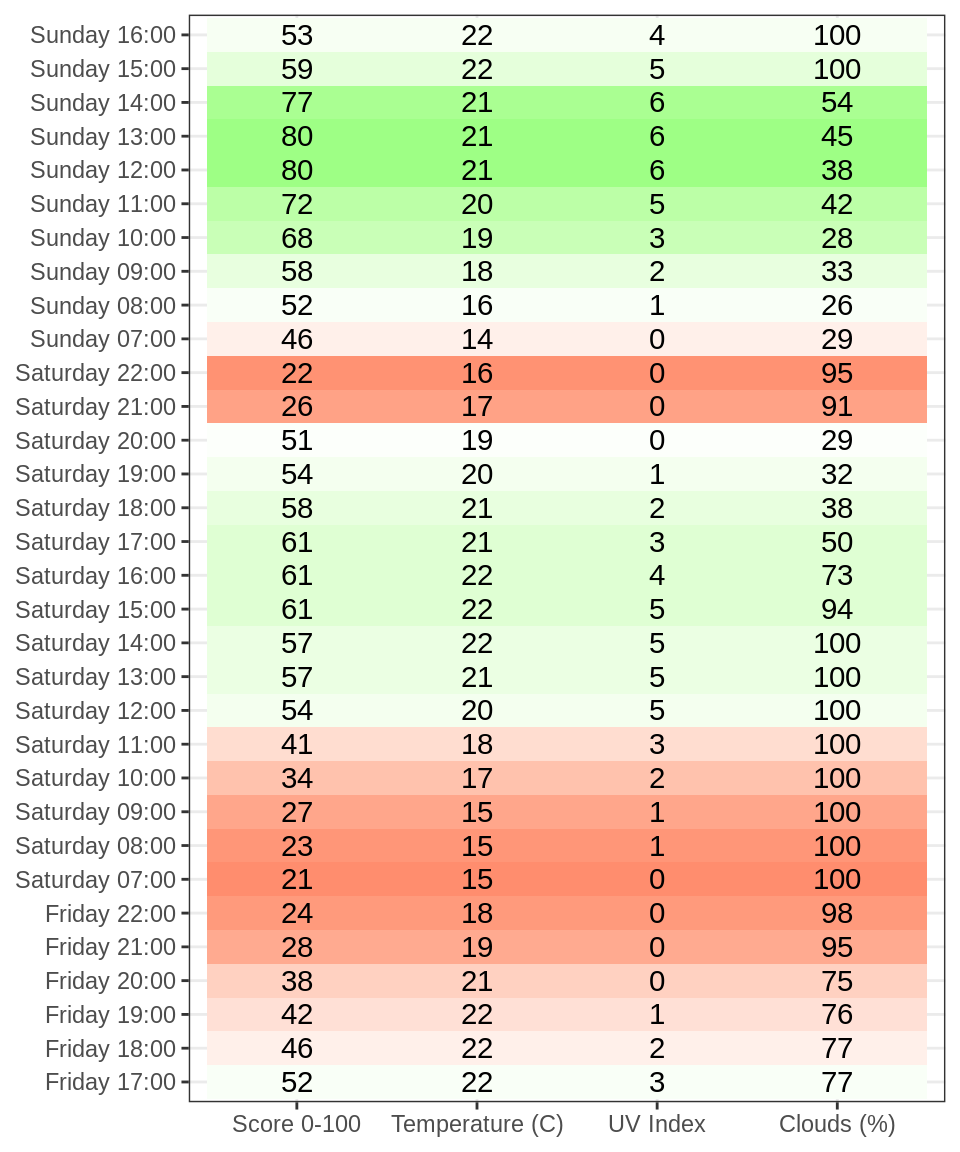 Sunday 16:00 53 22 4 100
Sunday 15:00 59 22 5 100
Sunday 14:00 77 21 6 54
Sunday 13:00 80 21 6 45
Sunday 12:00 80 21 6 38
Sunday 11:00 72 20 5 42
Sunday 10:00 68 19 3 28
Sunday 09:00 58 18 2 33
Sunday 08:00 52 16 1 26
Sunday 07:00 46 14 0 29
Saturday 22:00 22 16 0 95
Saturday 21:00 26 17 0 91
Saturday 20:00 51 19 0 29
Saturday 19:00 54 20 1 32
Saturday 18:00 58 21 2 38
Saturday 17:00 61 21 3 50
Saturday 16:00 61 22 4 73
Saturday 15:00 61 22 5 94
Saturday 14:00 57 22 5 100
Saturday 13:00 57 21 5 100
Saturday 12:00 54 20 5 100
Saturday 11:00 41 18 3 100
Saturday 10:00 34 17 2 100
Saturday 09:00 27 15 1 100
Saturday 08:00 23 15 1 100
Saturday 07:00 21 15 0 100
Friday 22:00 24 18 0 98
Friday 21:00 28 19 0 95
Friday 20:00 38 21 0 75
Friday 19:00 42 22 1 76
Friday 18:00 46 22 2 77
Friday 17:00 52 22 3 77
Score 0-100 Temperature (C) UV Index Clouds (%)